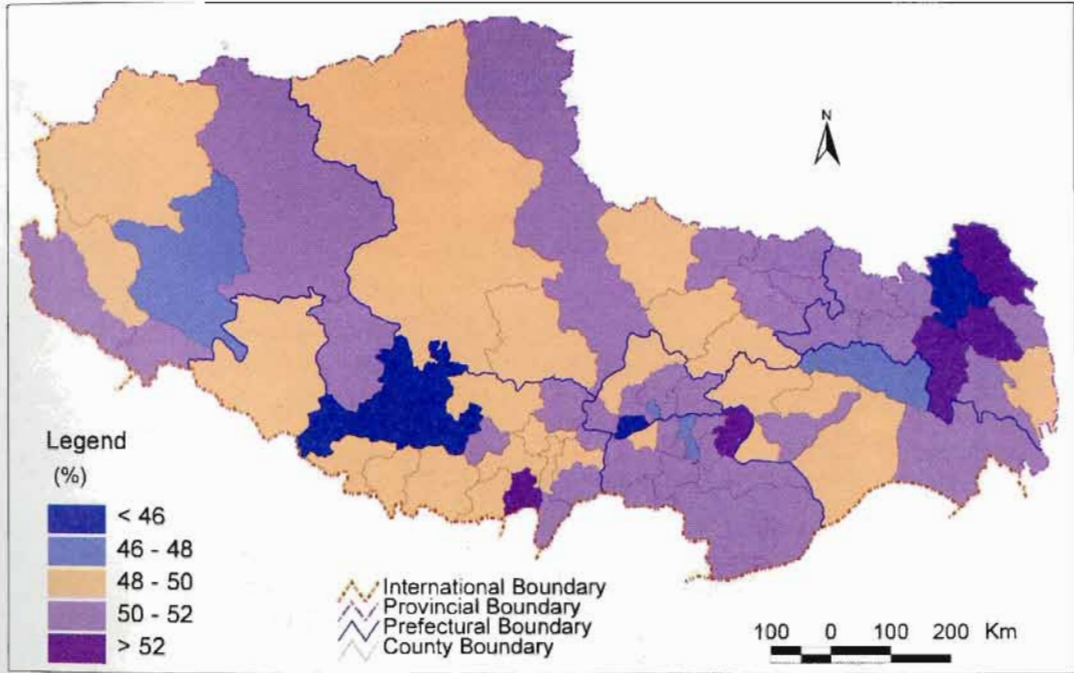 N
Legend
(%)
< 46
46 - 48
48 - 50
50 - 52
> 52
International Boundary
Provincial Boundary
Prefectural Boundary
County Boundary
100 0 100 200 Km